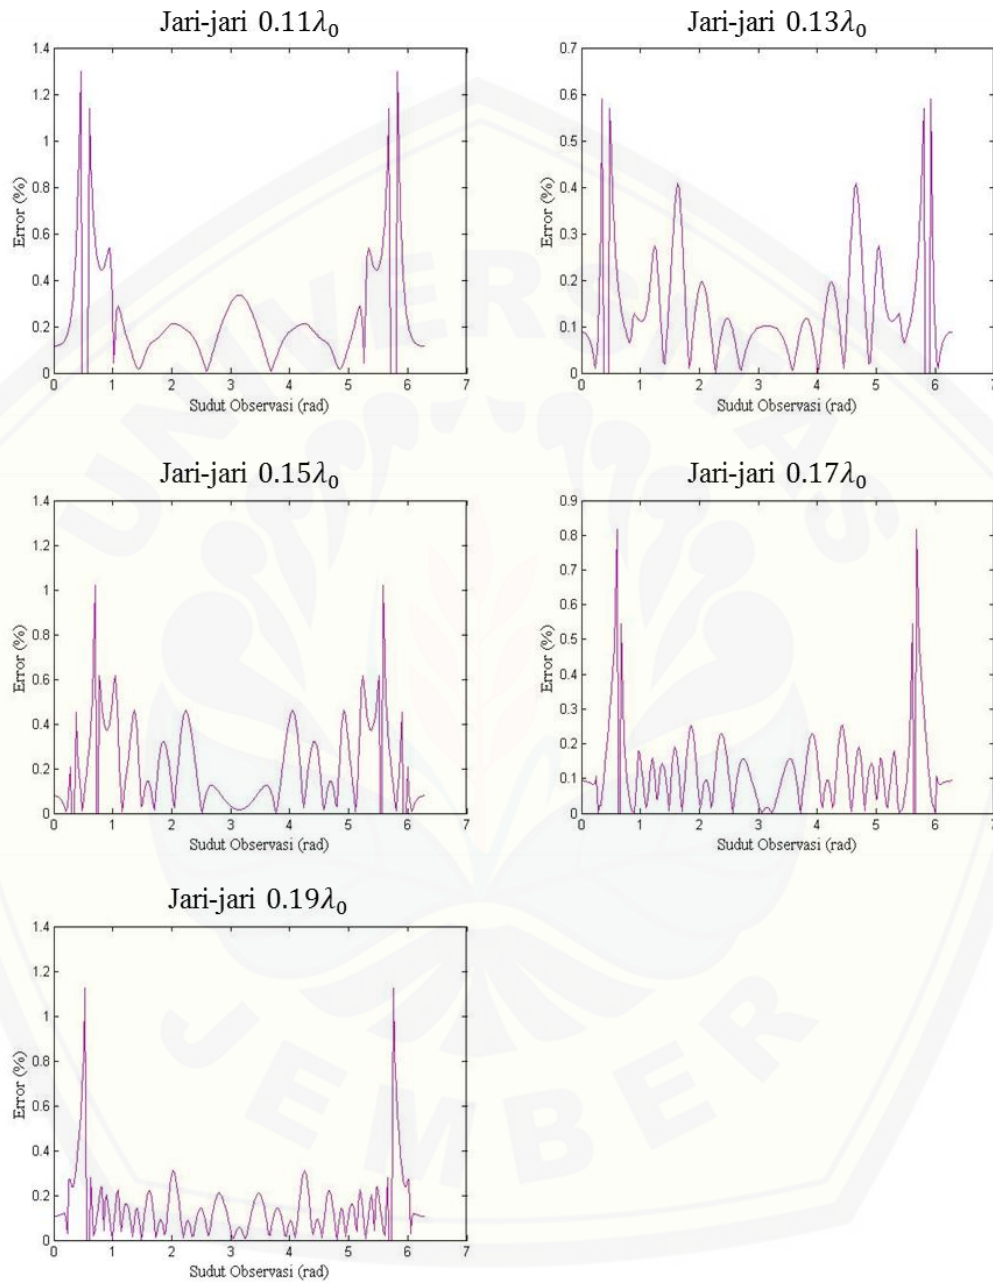 Jari-jari 0.11λ₀
1.4
1.2
1
0.8
0.6
0.4
0.2
0
Error (%)
0 1 2 3 4 5 6 7
Sudut Observasi (rad)
Jari-jari 0.13λ₀
0.7
0.6
0.5
0.4
0.3
0.2
0.1
0
Error (%)
0 1 2 3 4 5 6 7
Sudut Observasi (rad)
Jari-jari 0.15λ₀
1.4
1.2
1
0.8
0.6
0.4
0.2
0
Error (%)
0 1 2 3 4 5 6 7
Sudut Observasi (rad)
Jari-jari 0.17λ₀
0.9
0.8
0.7
0.6
0.5
0.4
0.3
0.2
0.1
0
Error (%)
0 1 2 3 4 5 6 7
Sudut Observasi (rad)
Jari-jari 0.19λ₀
1.4
1.2
1
0.8
0.6
0.4
0.2
0
Error (%)
0 1 2 3 4 5 6 7
Sudut Observasi (rad)
UNIVERSITAS
JEMBER